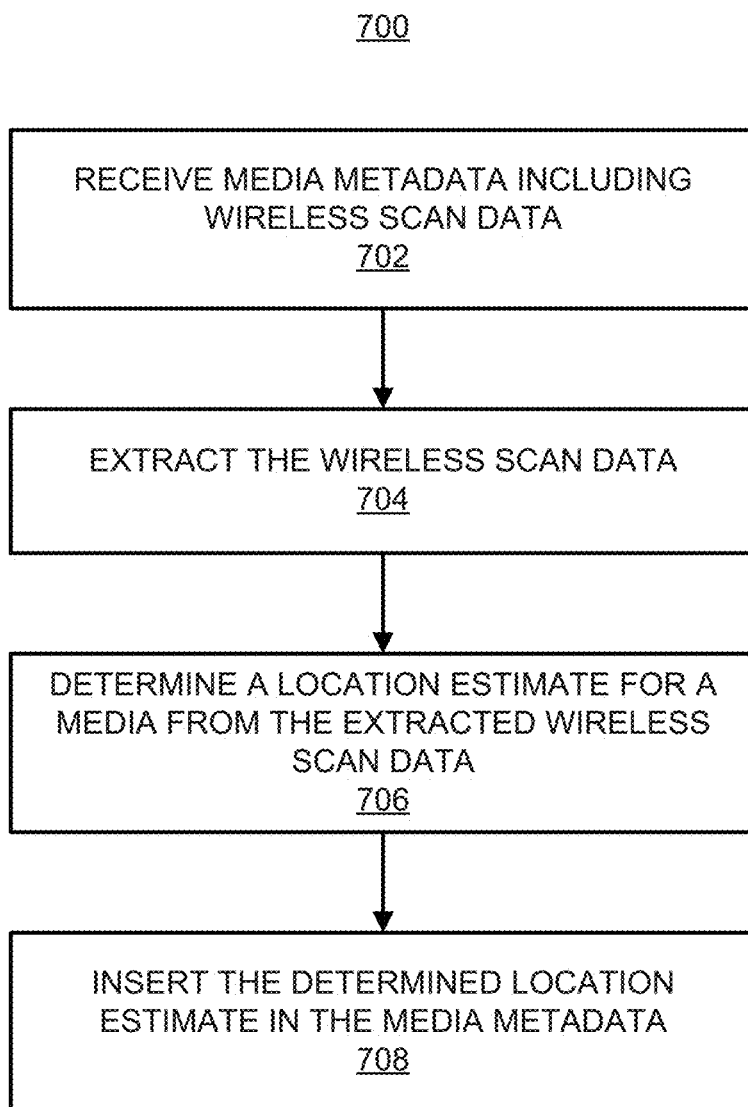 700
RECEIVE MEDIA METADATA INCLUDING
WIRELESS SCAN DATA
702
EXTRACT THE WIRELESS SCAN DATA
704
DETERMINE A LOCATION ESTIMATE FOR A
MEDIA FROM THE EXTRACTED WIRELESS
SCAN DATA
706
INSERT THE DETERMINED LOCATION
ESTIMATE IN THE MEDIA METADATA
708